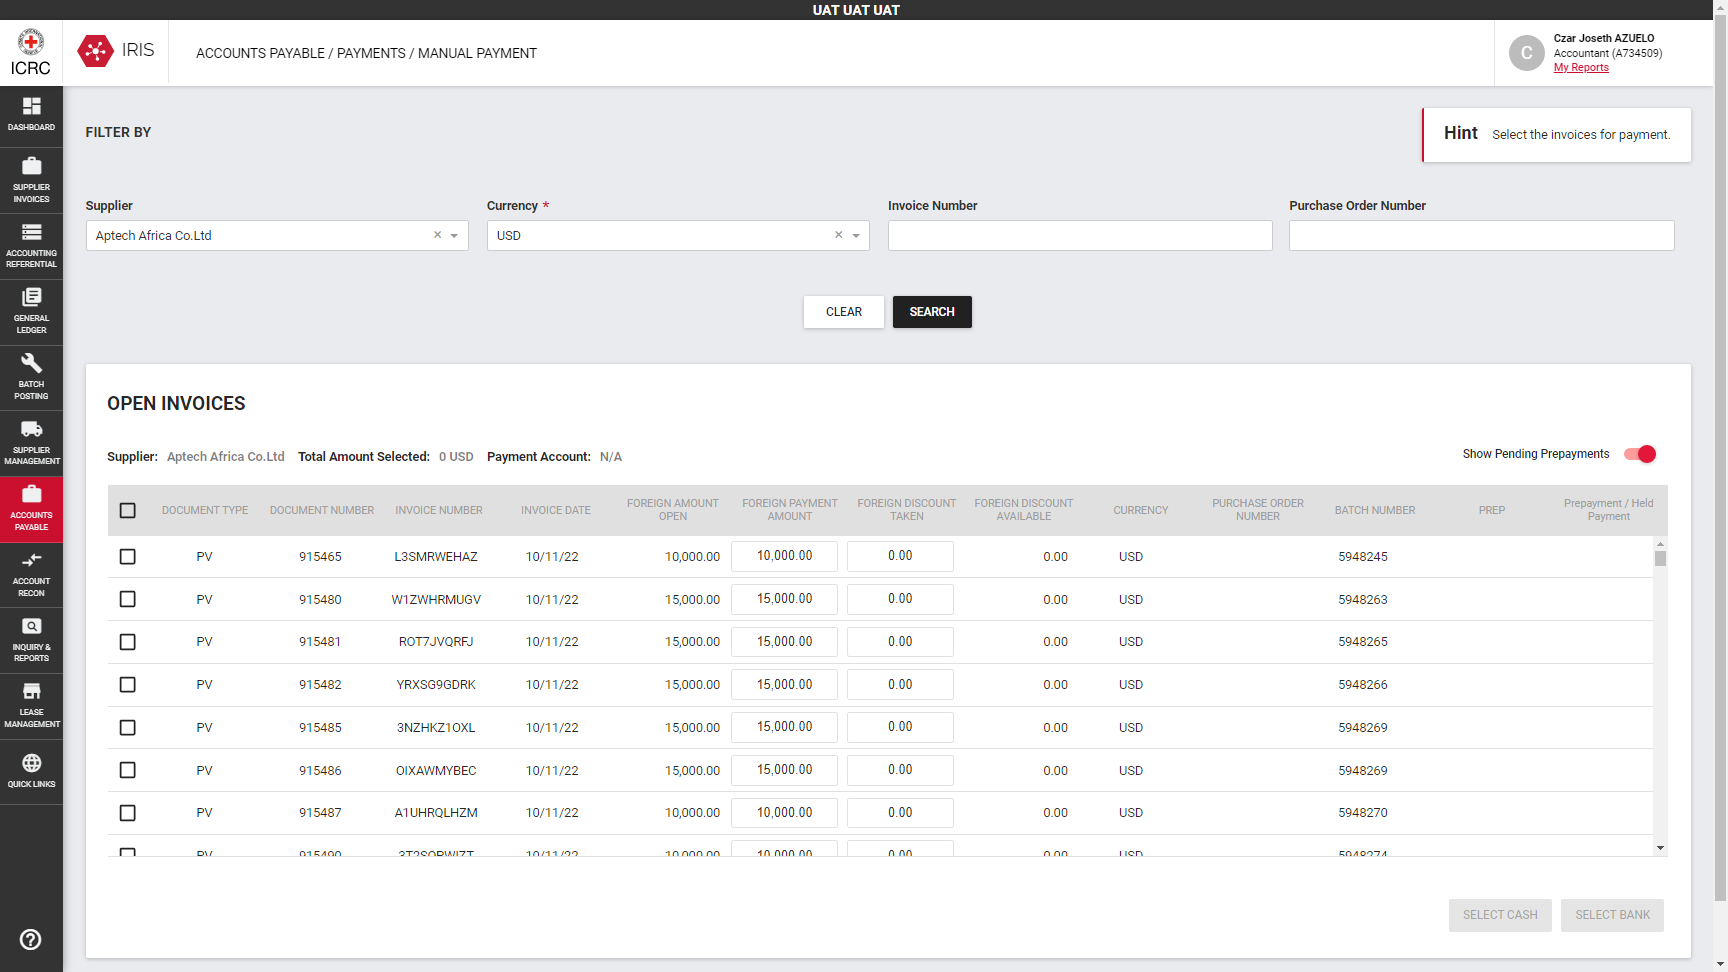 UAT UAT UAT
ICRC
IRIS
ACCOUNTS PAYABLE / PAYMENTS / MANUAL PAYMENT
C
Czar Joseth AZUELO
Accountant (A734509)
My Reports
DASHBOARD
SUPPLIER
INVOICES
ACCOUNTING
REFERENTIAL
GENERAL
LEDGER
BATCH
POSTING
SUPPLIER
MANAGEMENT
ACCOUNTS
PAYABLE
ACCOUNT
RECON
INQUIRY &
REPORTS
LEASE
MANAGEMENT
QUICK LINKS
FILTER BY
Hint Select the invoices for payment.
Supplier Currency * Invoice Number Purchase Order Number
Aptech Africa Co.Ltd USD
CLEAR SEARCH
OPEN INVOICES
Supplier: Aptech Africa Co.Ltd Total Amount Selected: 0 USD Payment Account: N/A
Show Pending Prepayments
DOCUMENT TYPE DOCUMENT NUMBER INVOICE NUMBER INVOICE DATE FOREIGN AMOUNT OPEN FOREIGN PAYMENT AMOUNT FOREIGN DISCOUNT TAKEN FOREIGN DISCOUNT AVAILABLE CURRENCY PURCHASE ORDER NUMBER BATCH NUMBER PREP Prepayment / Held Payment
PV 915465 L3SMRWEHAZ 10/11/22 10,000.00 10,000.00 0.00 0.00 USD 5948245
PV 915480 W1ZWHRMUGV 10/11/22 15,000.00 15,000.00 0.00 0.00 USD 5948263
PV 915481 ROT7JVQRFJ 10/11/22 15,000.00 15,000.00 0.00 0.00 USD 5948265
PV 915482 YRXSG9GDRK 10/11/22 15,000.00 15,000.00 0.00 0.00 USD 5948266
PV 915485 3NZHKZ1OXL 10/11/22 15,000.00 15,000.00 0.00 0.00 USD 5948269
PV 915486 OIXAWMYBEC 10/11/22 15,000.00 15,000.00 0.00 0.00 USD 5948269
PV 915487 A1UHRQLHZM 10/11/22 10,000.00 10,000.00 0.00 0.00 USD 5948270
PV 915490 10/11/22 10,000.00 10,000.00 0.00 0.00 USD 5948274
SELECT CASH SELECT BANK